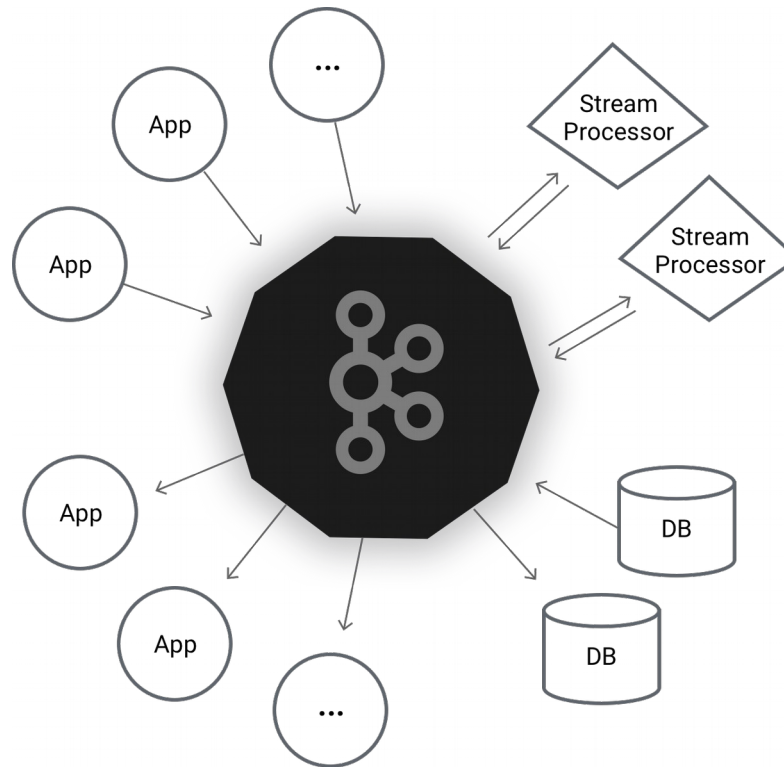 ...
App
App
Stream
Processor
Stream
Processor
App
DB
App
DB
...